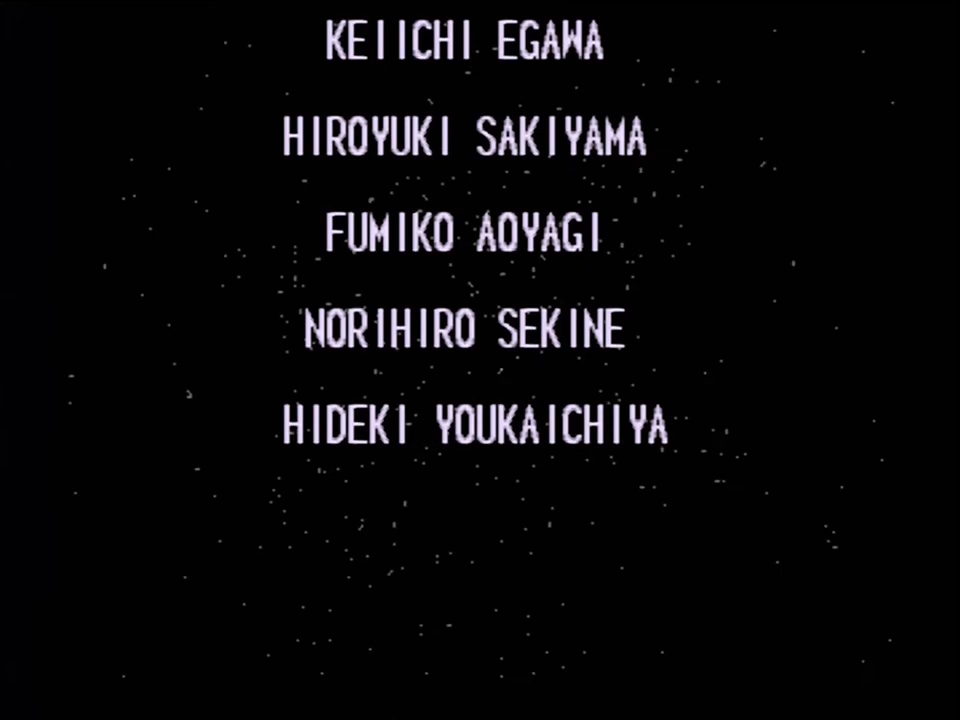 KEIICHI EGAWA
HIROYUKI SAKIYAMA
FUMIKO AOYAGI
NORIHIRO SEKINE
HIDEKI YOUKAICHIYA